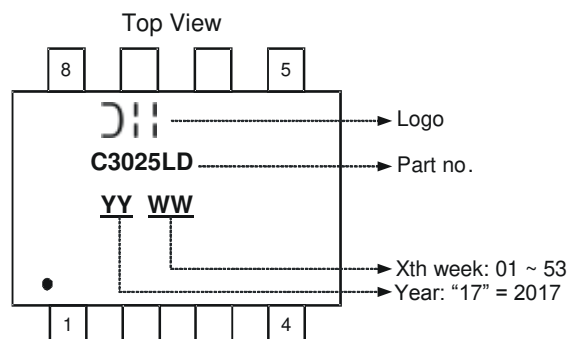 Top View
8
5
Logo
C3025LD
Part no.
YY WW
Xth week: 01 ~ 53
Year: “17” = 2017
1
4